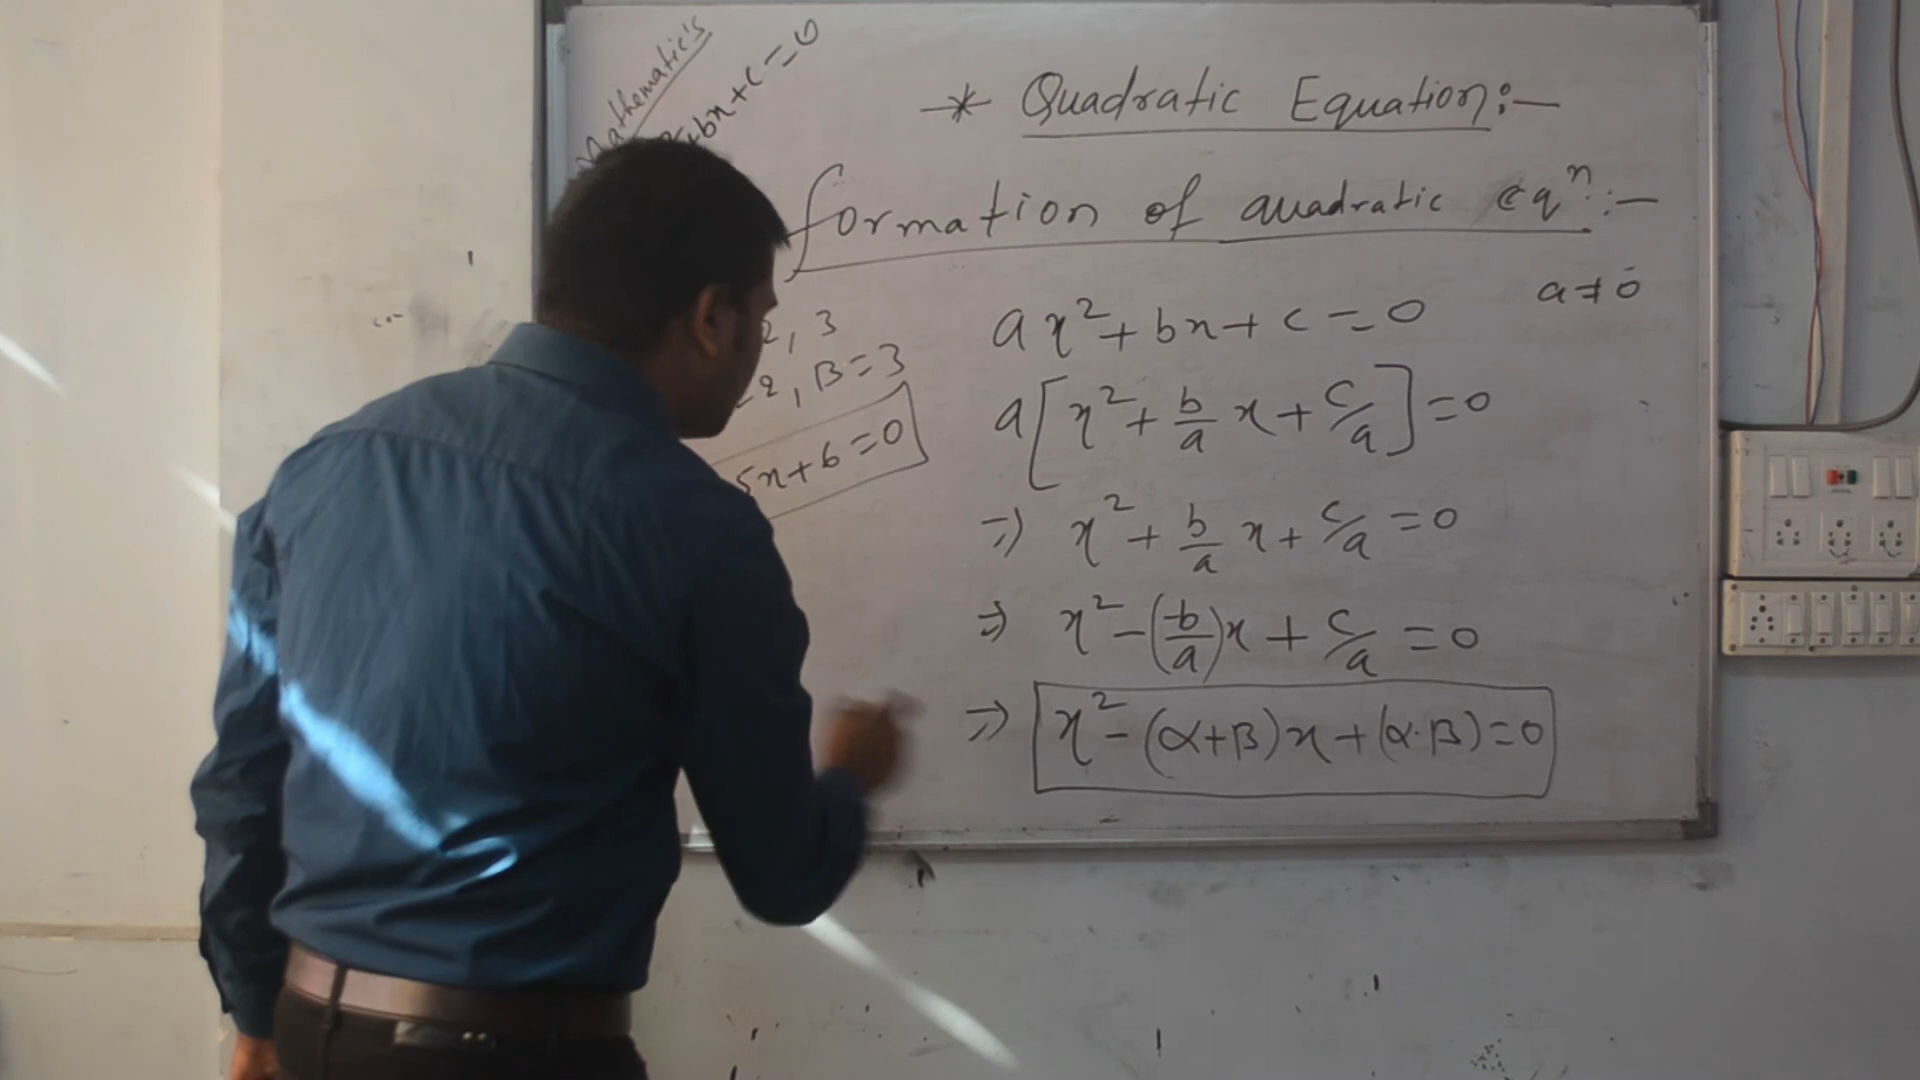 Mathematic's
+bx+c=0
* Quadratic Equation:-
formation of quadratic eqⁿ:-
2, 3
2, β=3
5x+6=0
a≠0
ax²+bx+c=0
a[x²+b/a x+c/a]=0
=> x²+b/a x+c/a=0
=> x²-(-b/a)x+c/a=0
=> x²-(α+β)x+(α·β)=0